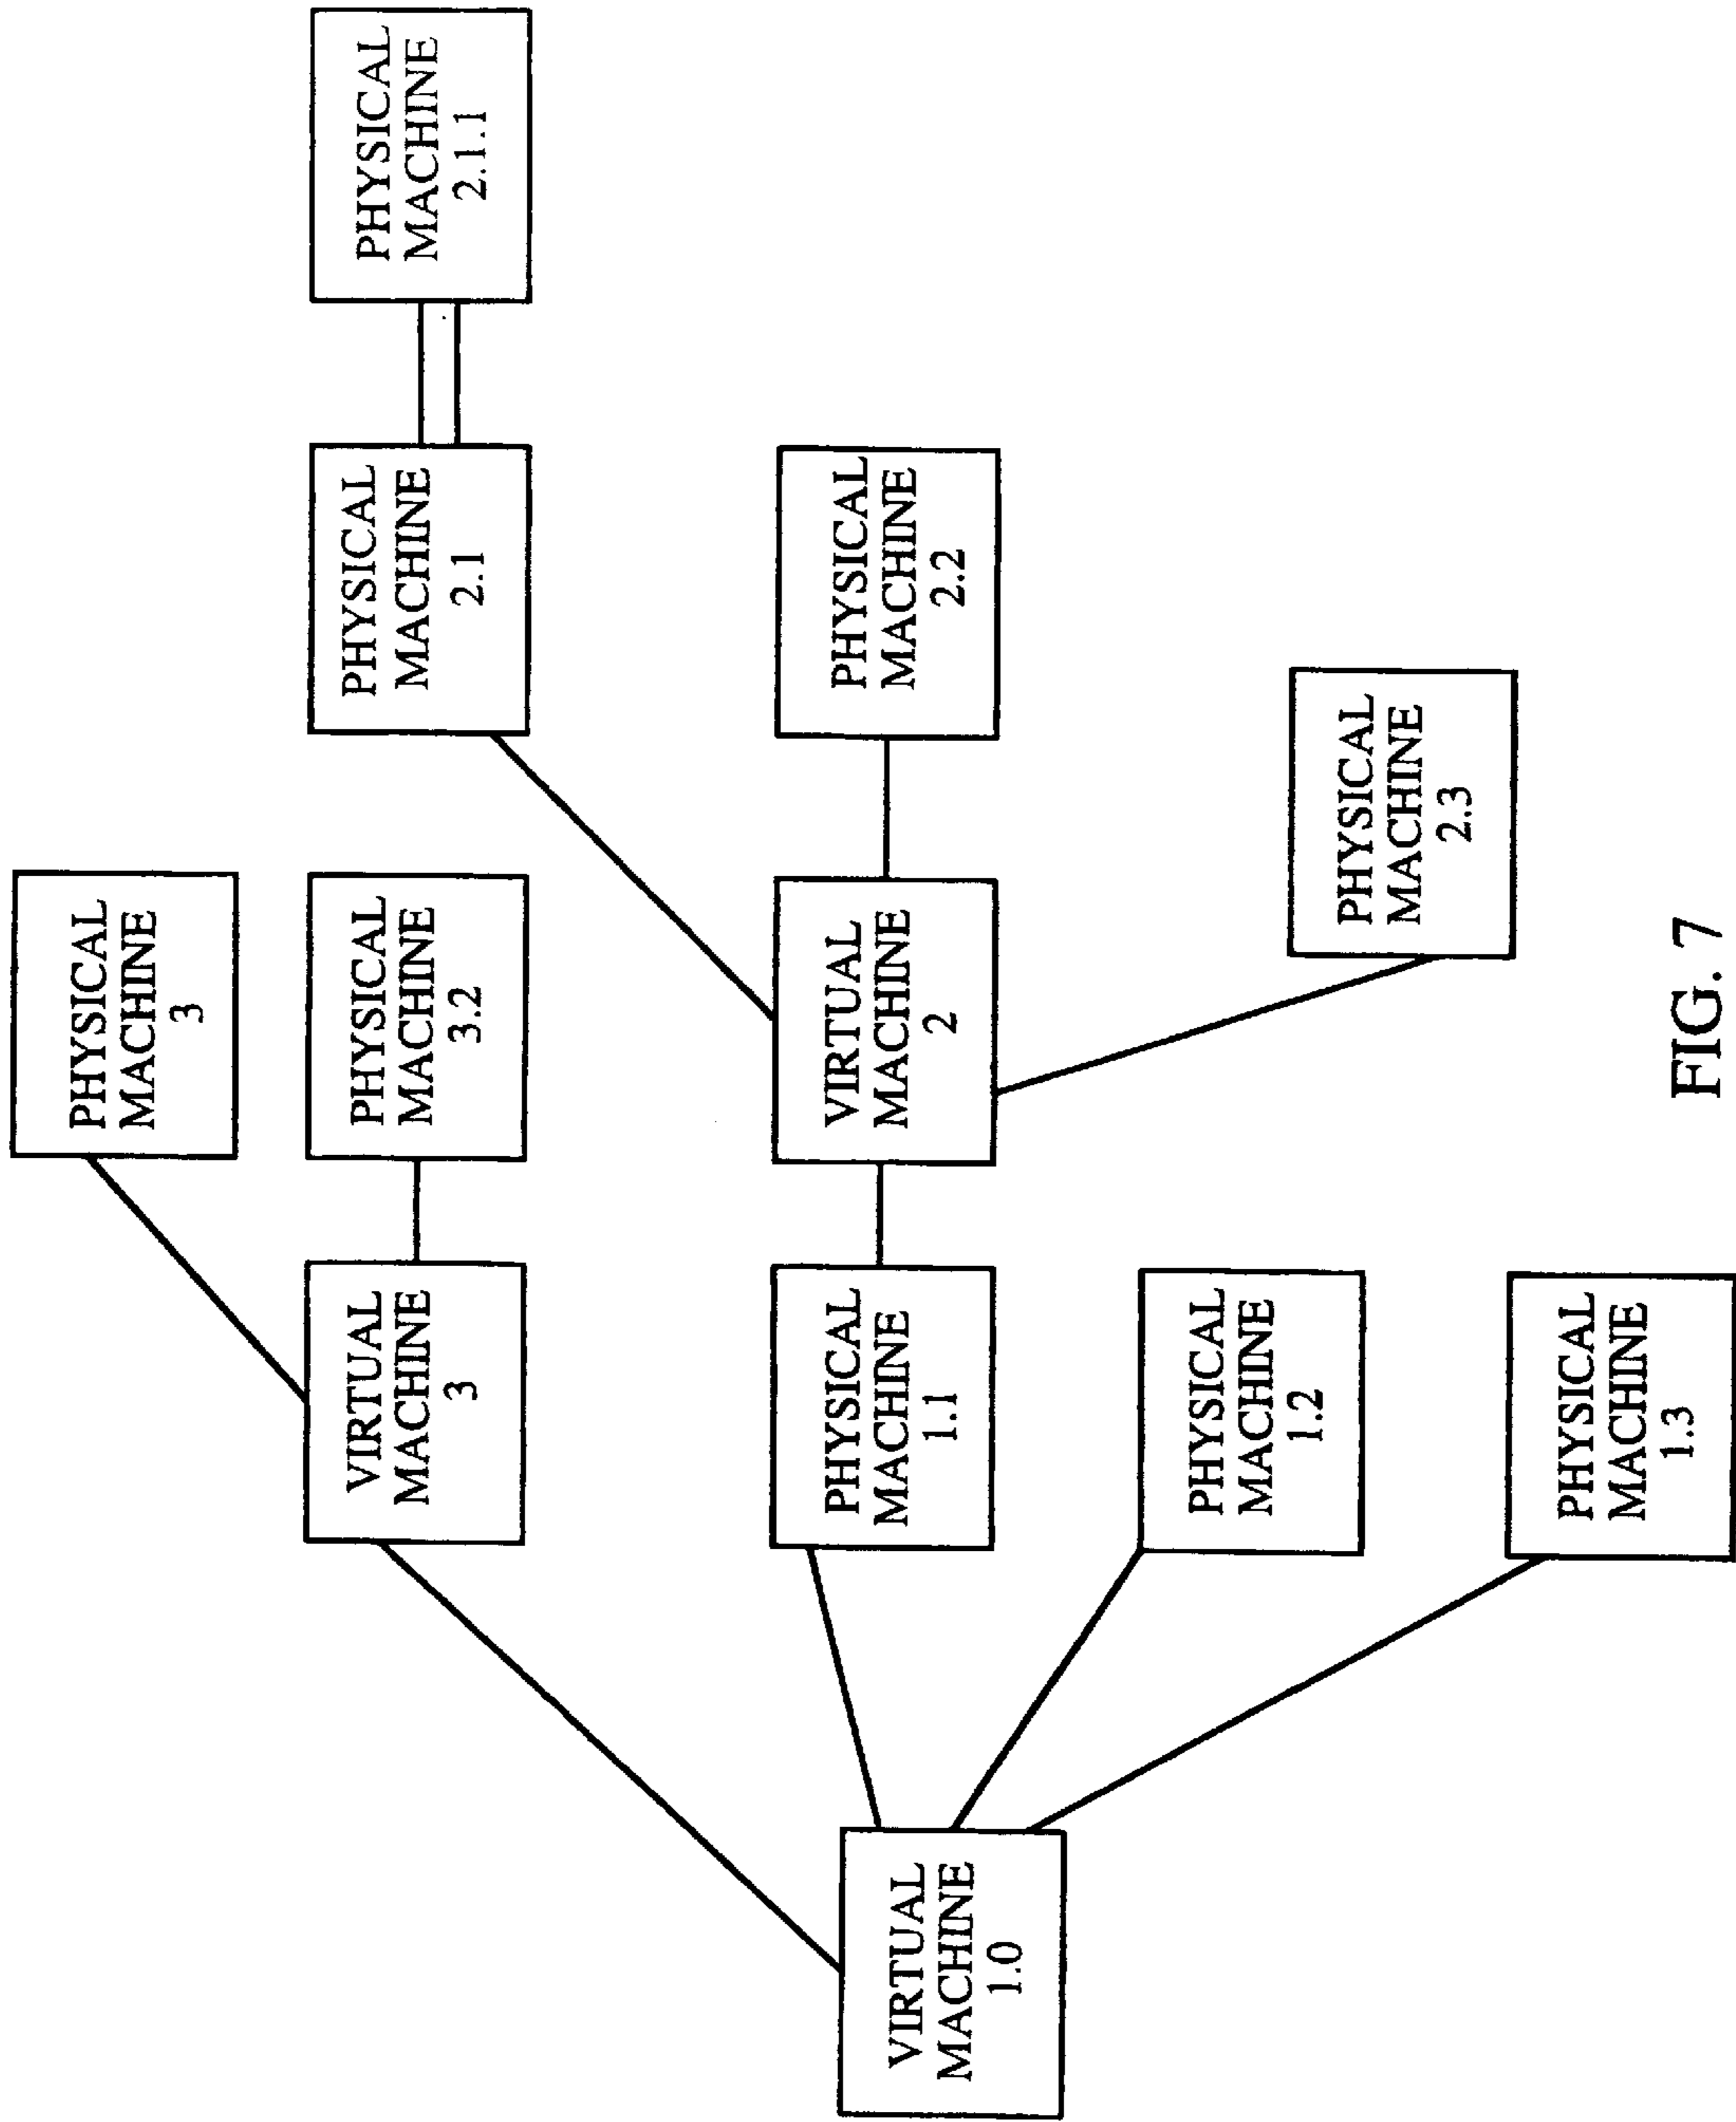 PHYSICAL
MACHINE
3
PHYSICAL
MACHINE
3.2
VIRTUAL
MACHINE
3
PHYSICAL
MACHINE
2.1
PHYSICAL
MACHINE
2.1.1
VIRTUAL
MACHINE
1.0
PHYSICAL
MACHINE
1.1
VIRTUAL
MACHINE
2
PHYSICAL
MACHINE
2.2
PHYSICAL
MACHINE
1.2
PHYSICAL
MACHINE
2.3
PHYSICAL
MACHINE
1.3
FIG. 7